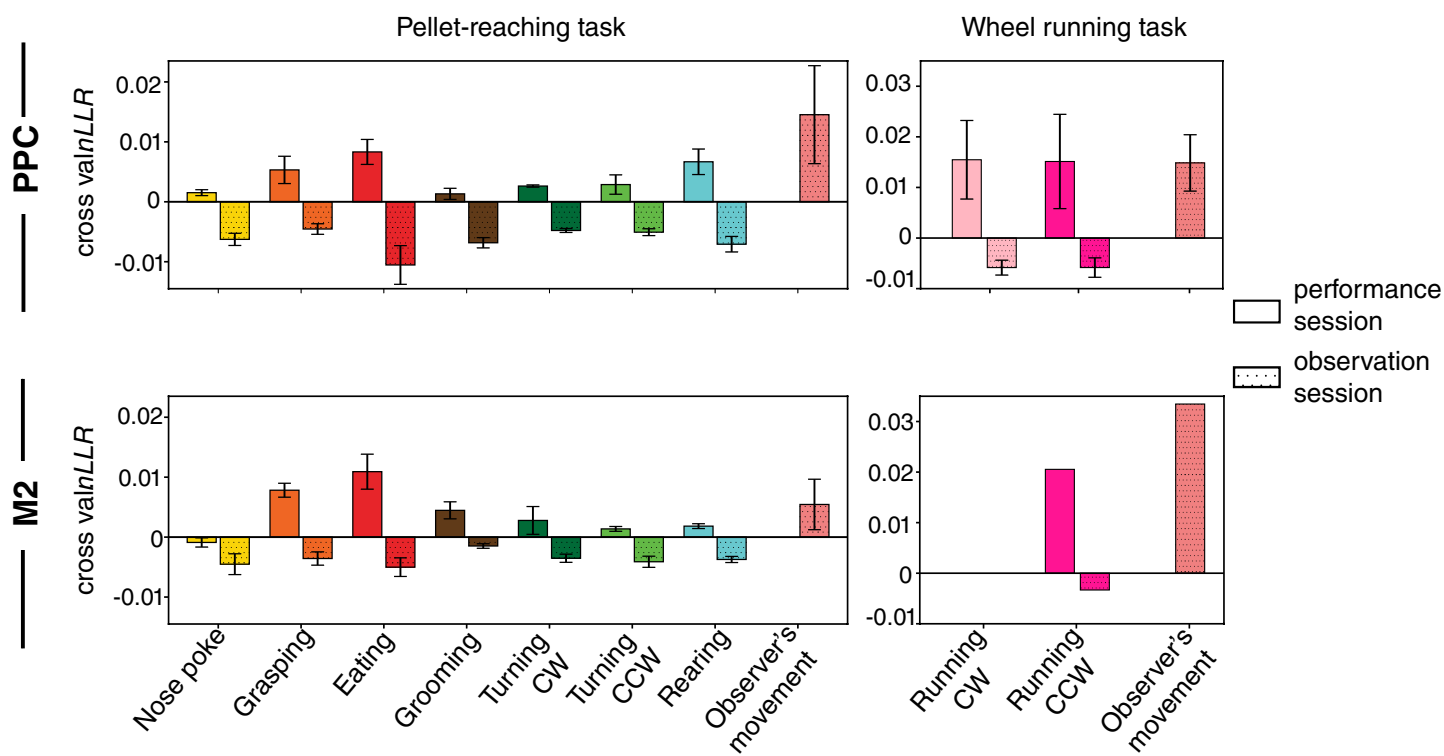 Pellet-reaching task
Wheel running task
PPC
cross valnLLR
0.02
0.01
0
-0.01
0.03
0.02
0.01
0
-0.01
performance
session
observation
session
M2
cross valnLLR
0.02
0.01
0
-0.01
0.03
0.02
0.01
0
-0.01
Nose poke
Grasping
Eating
Grooming
Turning
CW
Turning
CCW
Rearing
Observer's
movement
Running
CW
Running
CCW
Observer's
movement